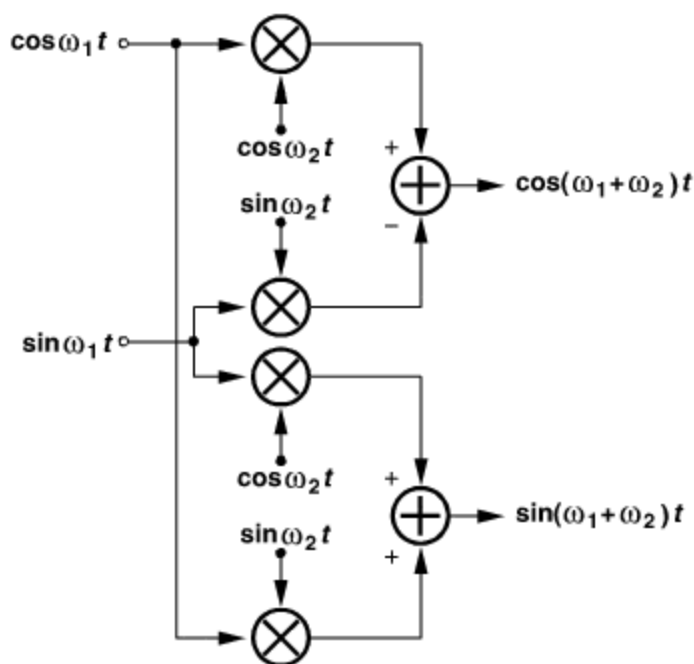 cosω₁t
cosω₂t
sinω₂t
+
−
cos(ω₁+ω₂)t
sinω₁t
cosω₂t
sinω₂t
+
+
sin(ω₁+ω₂)t